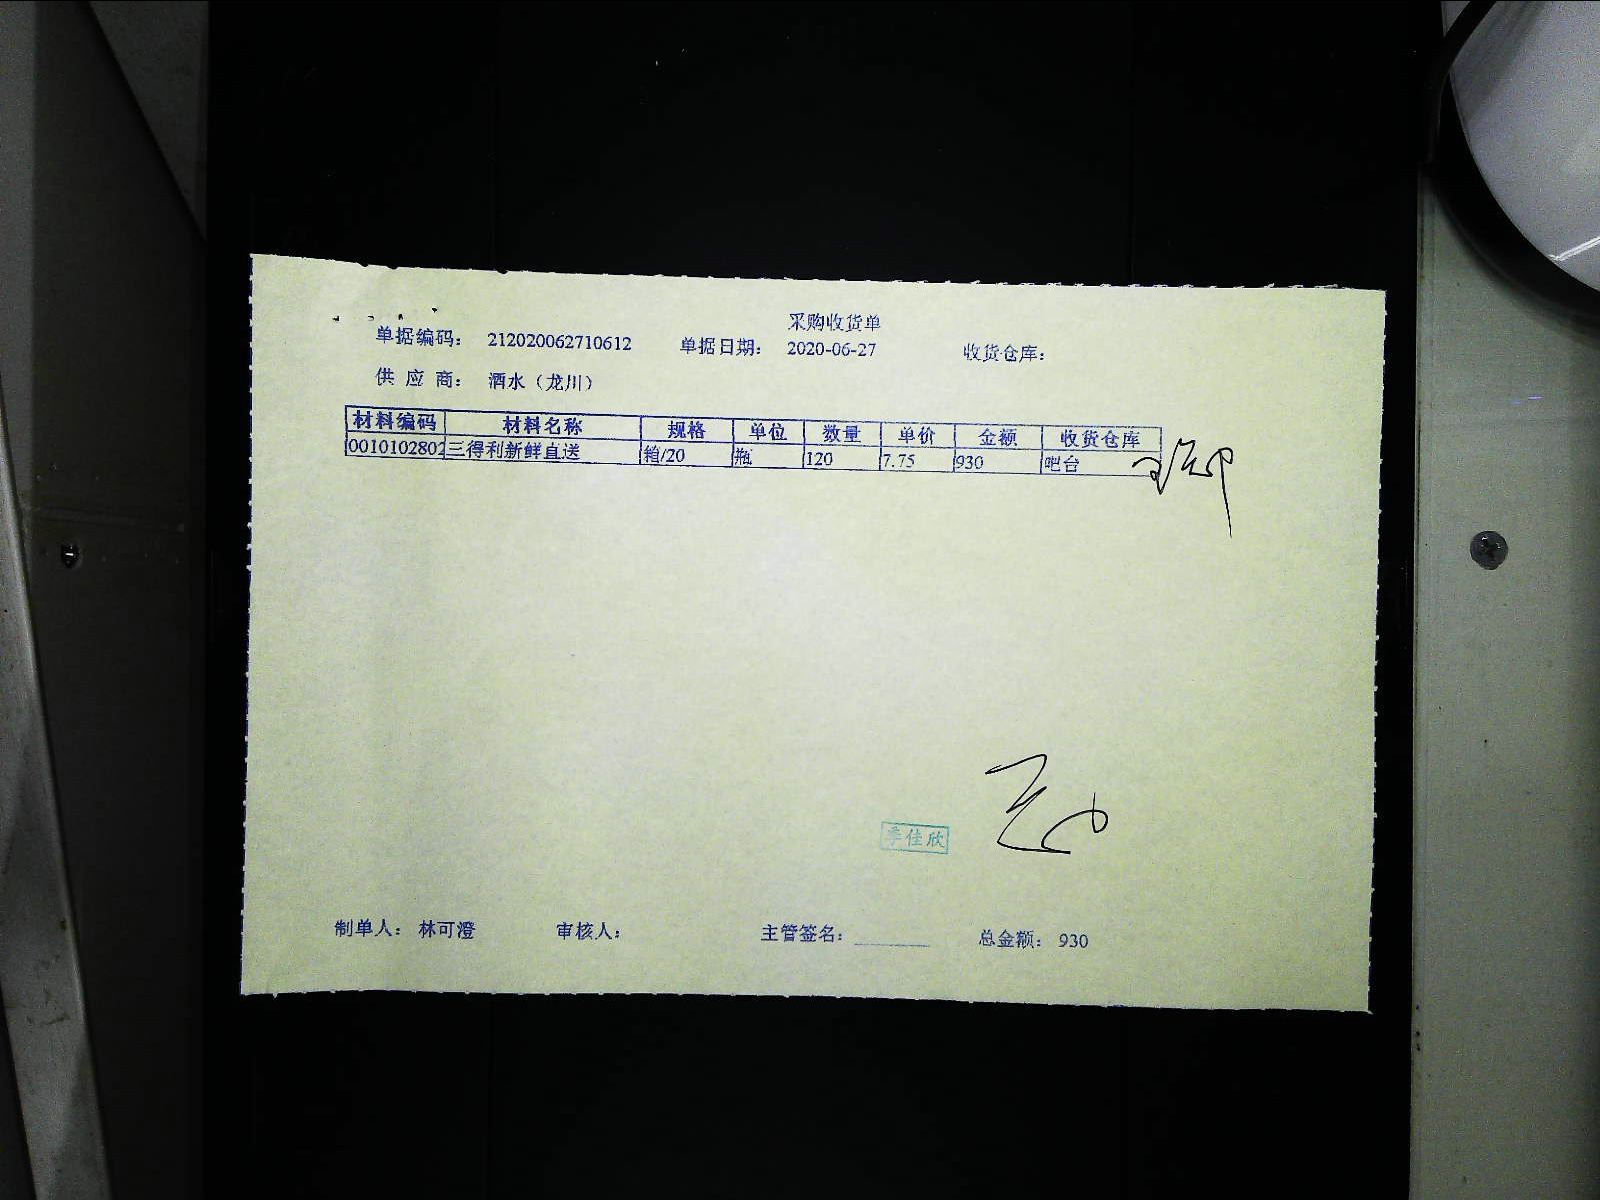 采购收货单
单据编码： 212020062710612 单据日期： 2020-06-27 收货仓库：
供 应 商： 酒水（龙川）
材料编码 材料名称 规格 单位 数量 单价 金额 收货仓库
0010102802 三得利新鲜直送 箱/20 瓶 120 7.75 930 吧台
季佳欣
制单人： 林可澄 审核人： 主管签名： 总金额： 930